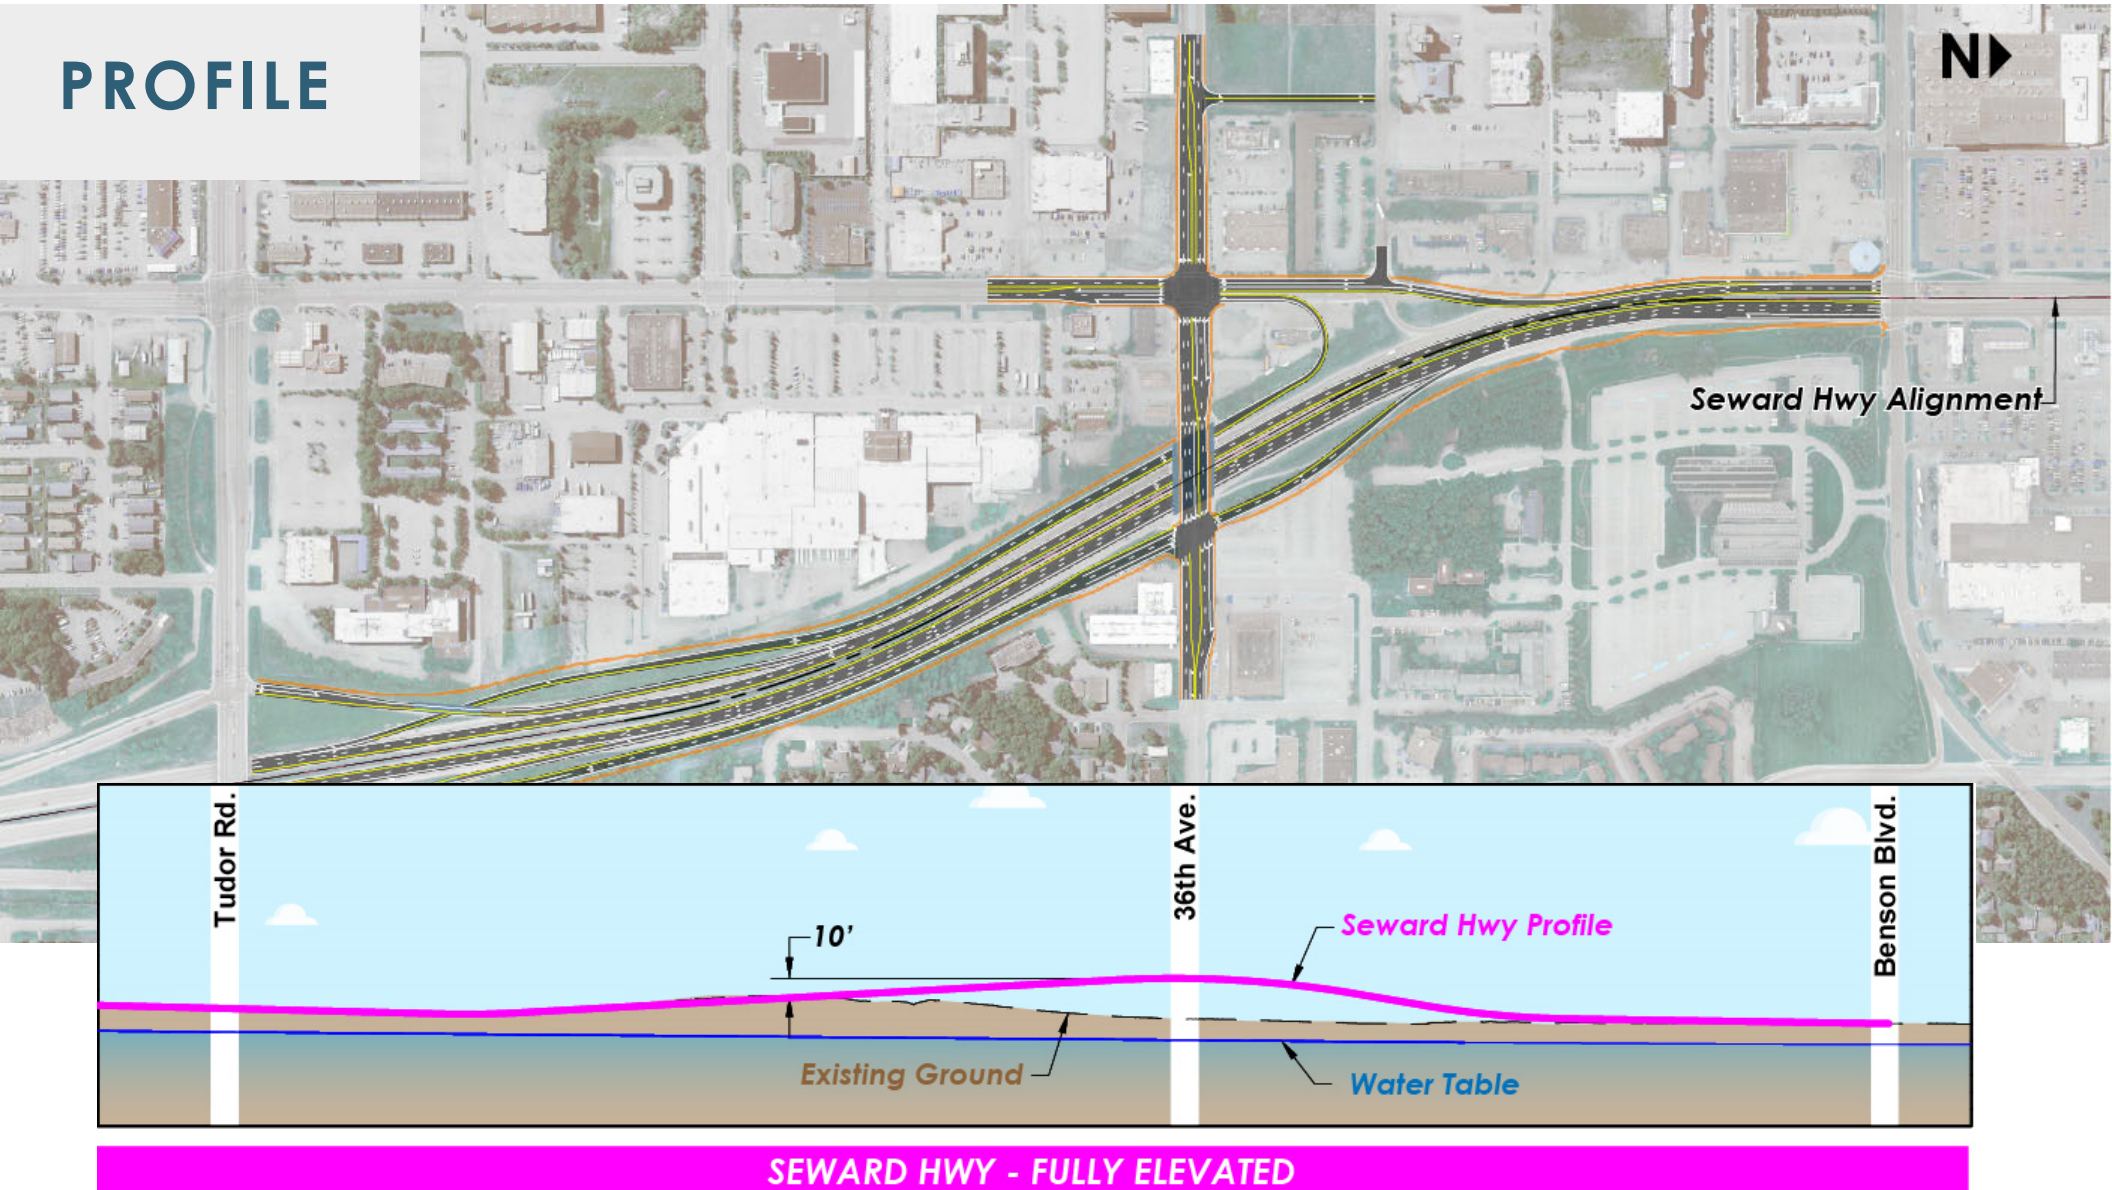 PROFILE
N
Seward Hwy Alignment
Tudor Rd.
36th Ave.
Benson Blvd.
10’
Seward Hwy Profile
Existing Ground
Water Table
SEWARD HWY - FULLY ELEVATED